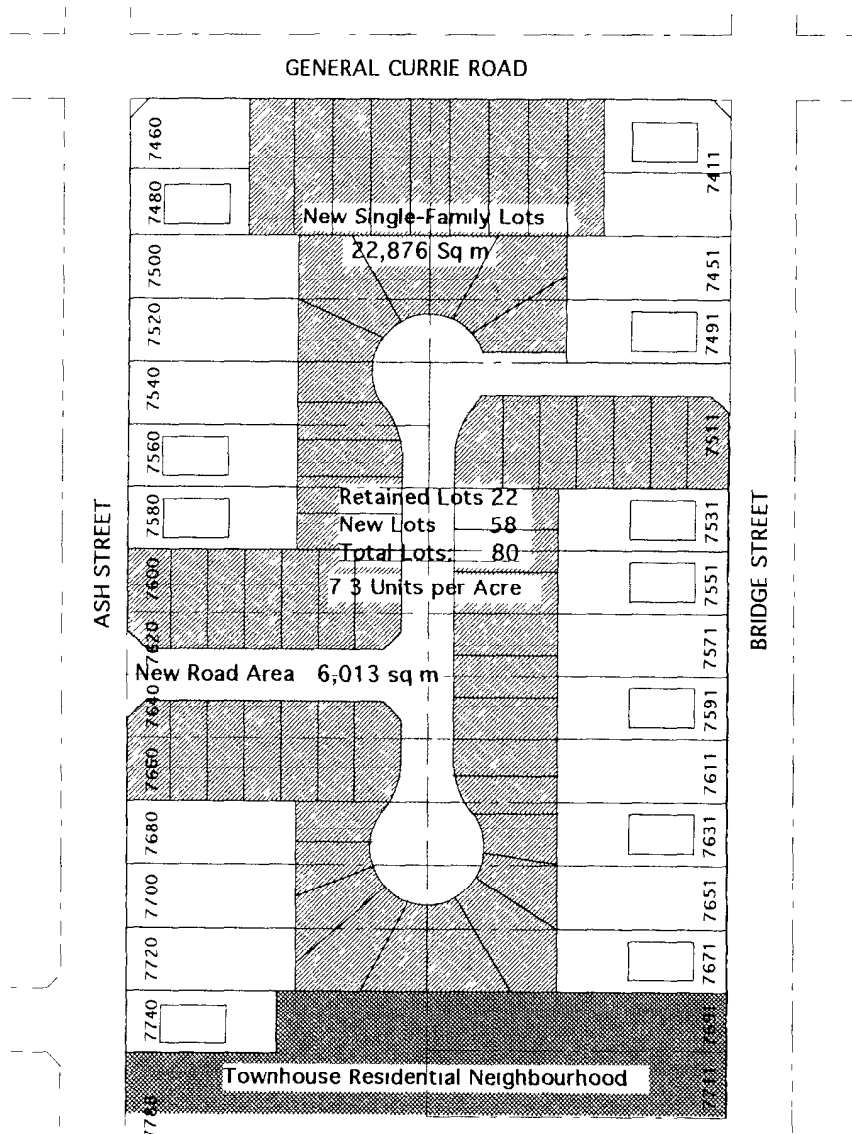 GENERAL CURRIE ROAD
7460
7411
7480
New Single-Family Lots
22,876 Sq m
7500
7451
7520
7491
7540
7511
7560
Retained Lots 22
New Lots 58
Total Lots: 80
7 3 Units per Acre
7580
7531
ASH STREET
BRIDGE STREET
7600
7551
7620
7571
New Road Area 6,013 sq m
7640
7591
7660
7611
7680
7631
7700
7651
7720
7671
7740
7691
Townhouse Residential Neighbourhood
7711
7788